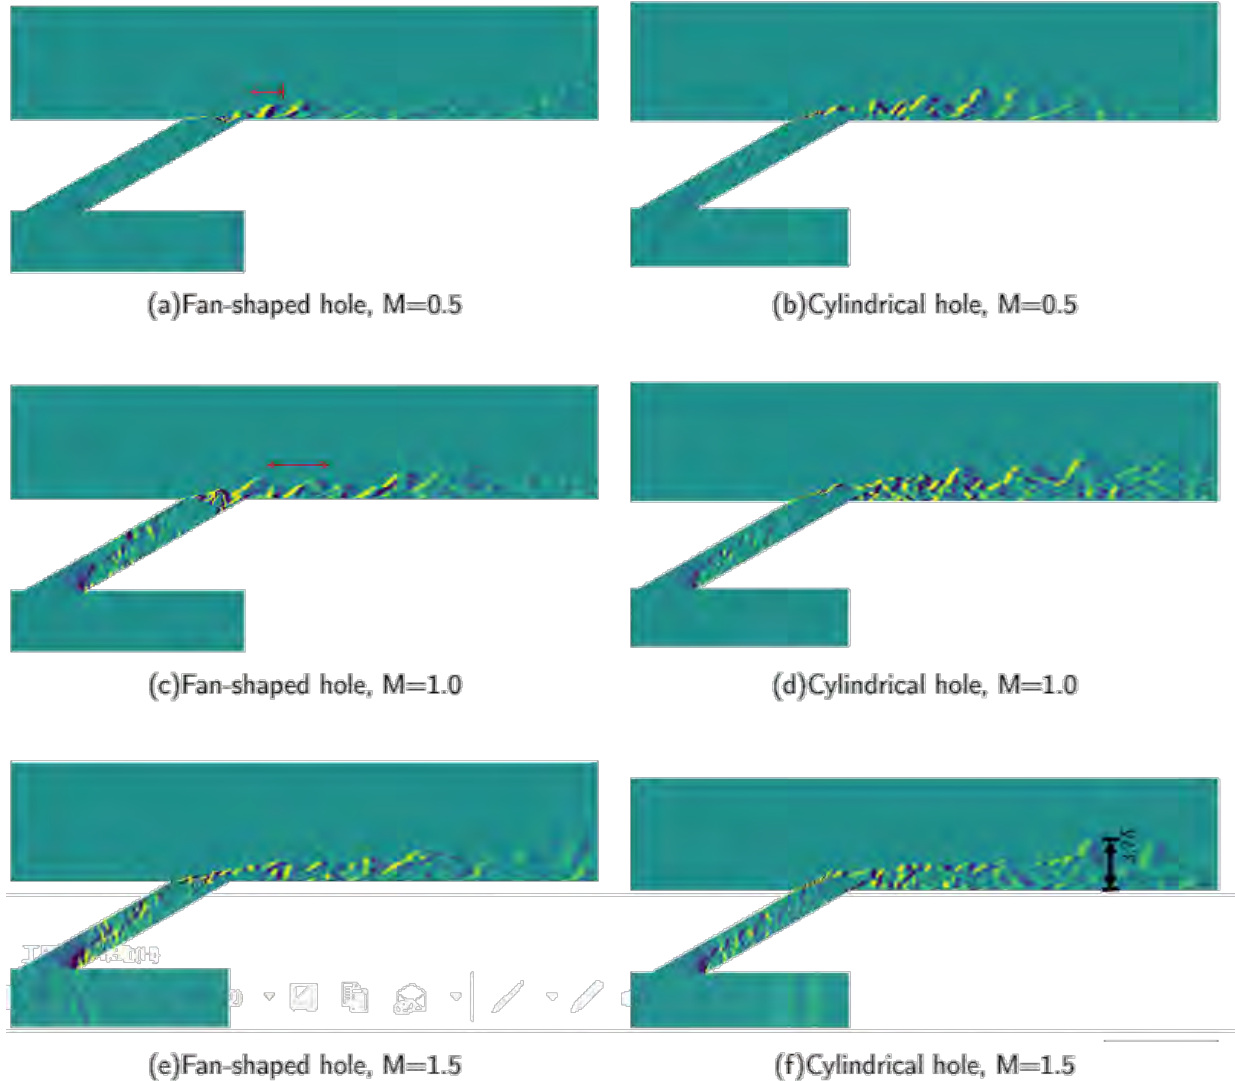 (a)Fan-shaped hole, M=0.5
(b)Cylindrical hole, M=0.5
(c)Fan-shaped hole, M=1.0
(d)Cylindrical hole, M=1.0
(e)Fan-shaped hole, M=1.5
(f)Cylindrical hole, M=1.5